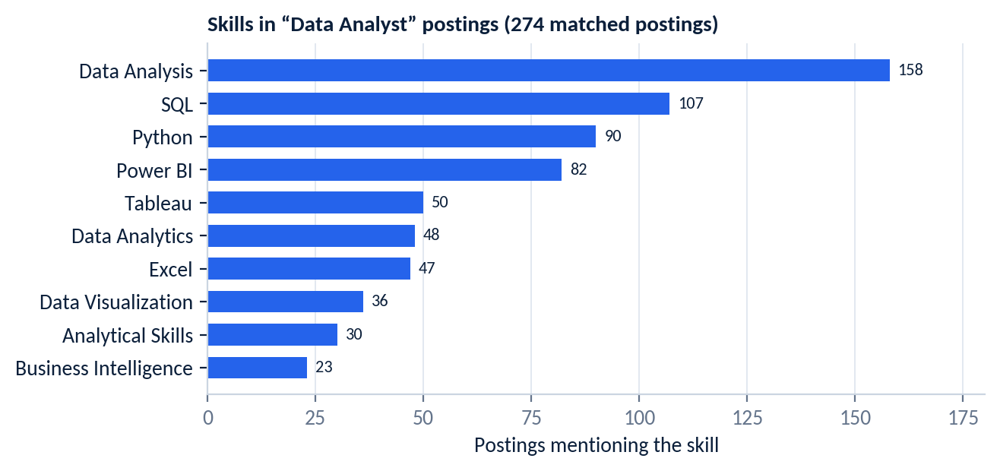 Skills in “Data Analyst” postings (274 matched postings)
Data Analysis 158
SQL 107
Python 90
Power BI 82
Tableau 50
Data Analytics 48
Excel 47
Data Visualization 36
Analytical Skills 30
Business Intelligence 23
0 25 50 75 100 125 150 175
Postings mentioning the skill